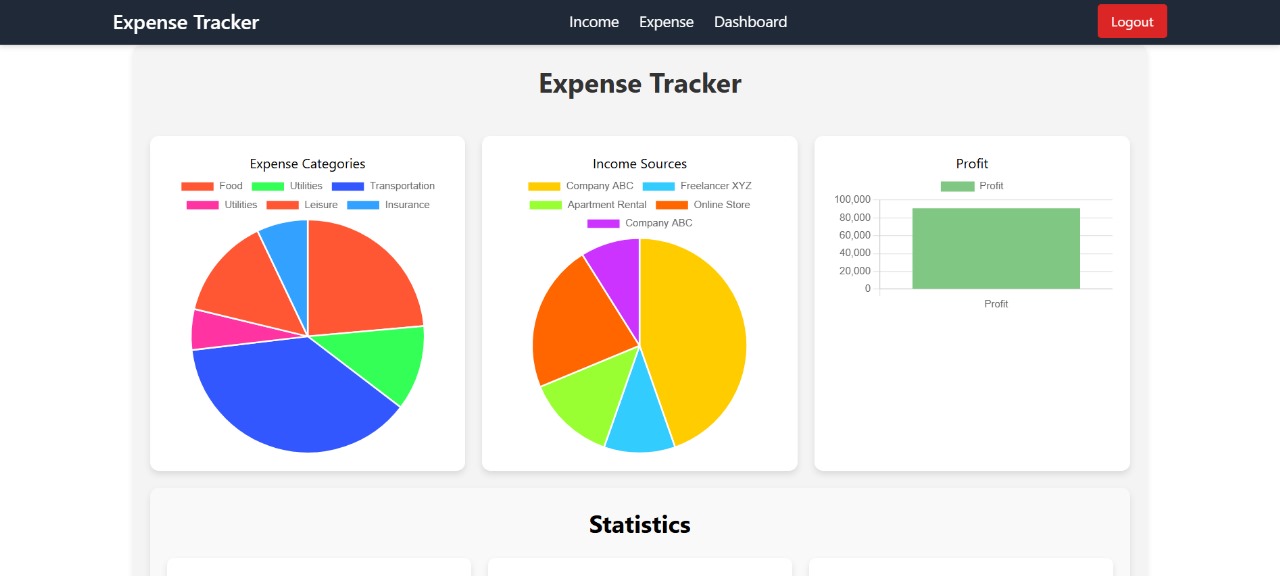 Expense Tracker Income Expense Dashboard Logout
Expense Tracker
Expense Categories
Food Utilities Transportation
Utilities Leisure Insurance
Income Sources
Company ABC Freelancer XYZ
Apartment Rental Online Store
Company ABC
Profit
Profit
100,000
80,000
60,000
40,000
20,000
0
Profit
Statistics